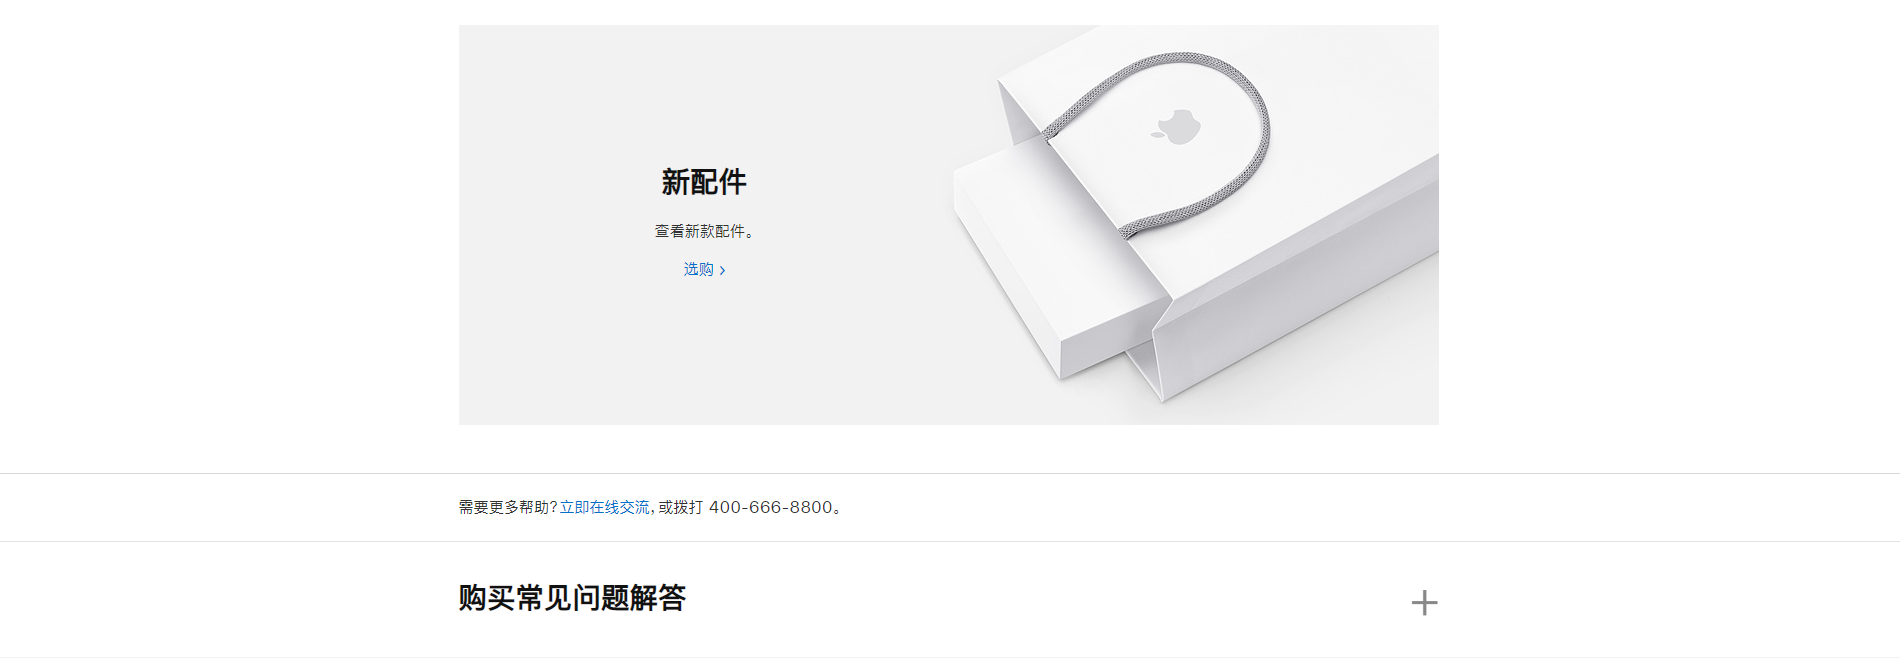 新配件
查看新款配件。
选购 >
需要更多帮助？立即在线交流，或拨打 400-666-8800。
购买常见问题解答